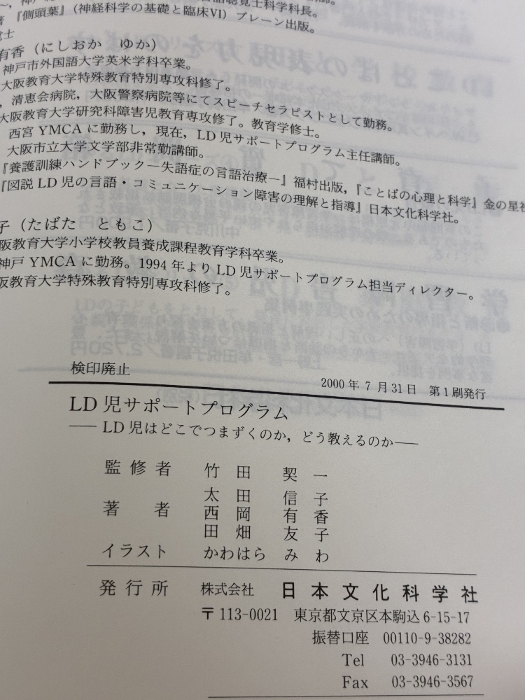 語聴覚士科学科長。
『側頭葉』(神経科学の基礎と臨床Ⅵ) ブレーン出版。
有香（にしおか ゆか）
神戸市外国語大学英米学科卒業。
大阪教育大学特殊教育特別専攻科修了。
，清恵会病院，大阪警察病院等にてスピーチセラピストとして勤務。
大阪教育大学研究科障害児教育専攻修了。教育学修士。
西宮YMCAに勤務し，現在，LD児サポートプログラム主任講師。
大阪市立大学文学部非常勤講師。
『養護訓練ハンドブック―失語症の言語治療―』福村出版，『ことばの心理と科学』金の星社
『図説LD児の言語・コミュニケーション障害の理解と指導』日本文化科学社。
子（たばた ともこ）
阪教育大学小学校教員養成課程教育学科卒業。
神戸YMCAに勤務。1994年よりLD児サポートプログラム担当ディレクター。
阪教育大学特殊教育特別専攻科修了。
検印廃止
2000年7月31日 第1刷発行
LD児サポートプログラム
―LD児はどこでつまずくのか，どう教えるのか―
監修者 竹田契一
太田信子
著者 西岡有香
田畑友子
イラスト かわはら みわ
発行所 株式会社 日本文化科学社
〒113-0021 東京都文京区本駒込6-15-17
振替口座 00110-9-38282
Tel 03-3946-3131
Fax 03-3946-3567